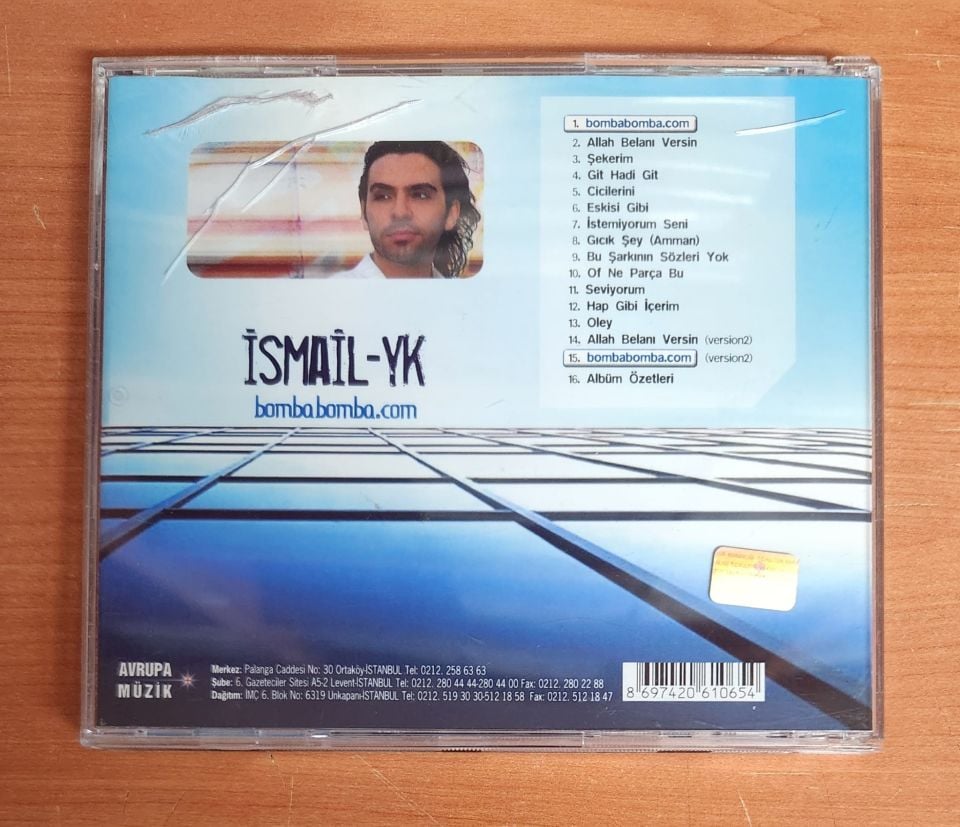 1. bombabomba.com
2. Allah Belanı Versin
3. Şekerim
4. Git Hadi Git
5. Cicilerini
6. Eskisi Gibi
7. İstemiyorum Seni
8. Gıcık Şey (Amman)
9. Bu Şarkının Sözleri Yok
10. Of Ne Parça Bu
11. Seviyorum
12. Hap Gibi İçerim
13. Oley
14. Allah Belanı Versin (version2)
15. bombabomba.com (version2)
16. Albüm Özetleri
İSMAİL-YK
bombabomba.com
AVRUPA
MÜZİK
Merkez: Palanga Caddesi No: 30 Ortaköy-İSTANBUL Tel: 0212. 258 63 63
Şube: 6. Gazeteciler Sitesi A5-2 Levent-İSTANBUL Tel: 0212. 280 44 44-280 44 00 Fax: 0212. 280 22 88
Dağıtım: İMC 6. Blok No: 6319 Unkapanı-İSTANBUL Tel: 0212. 519 30 30-512 18 58 Fax: 0212. 512 18 47
8 697420 610654